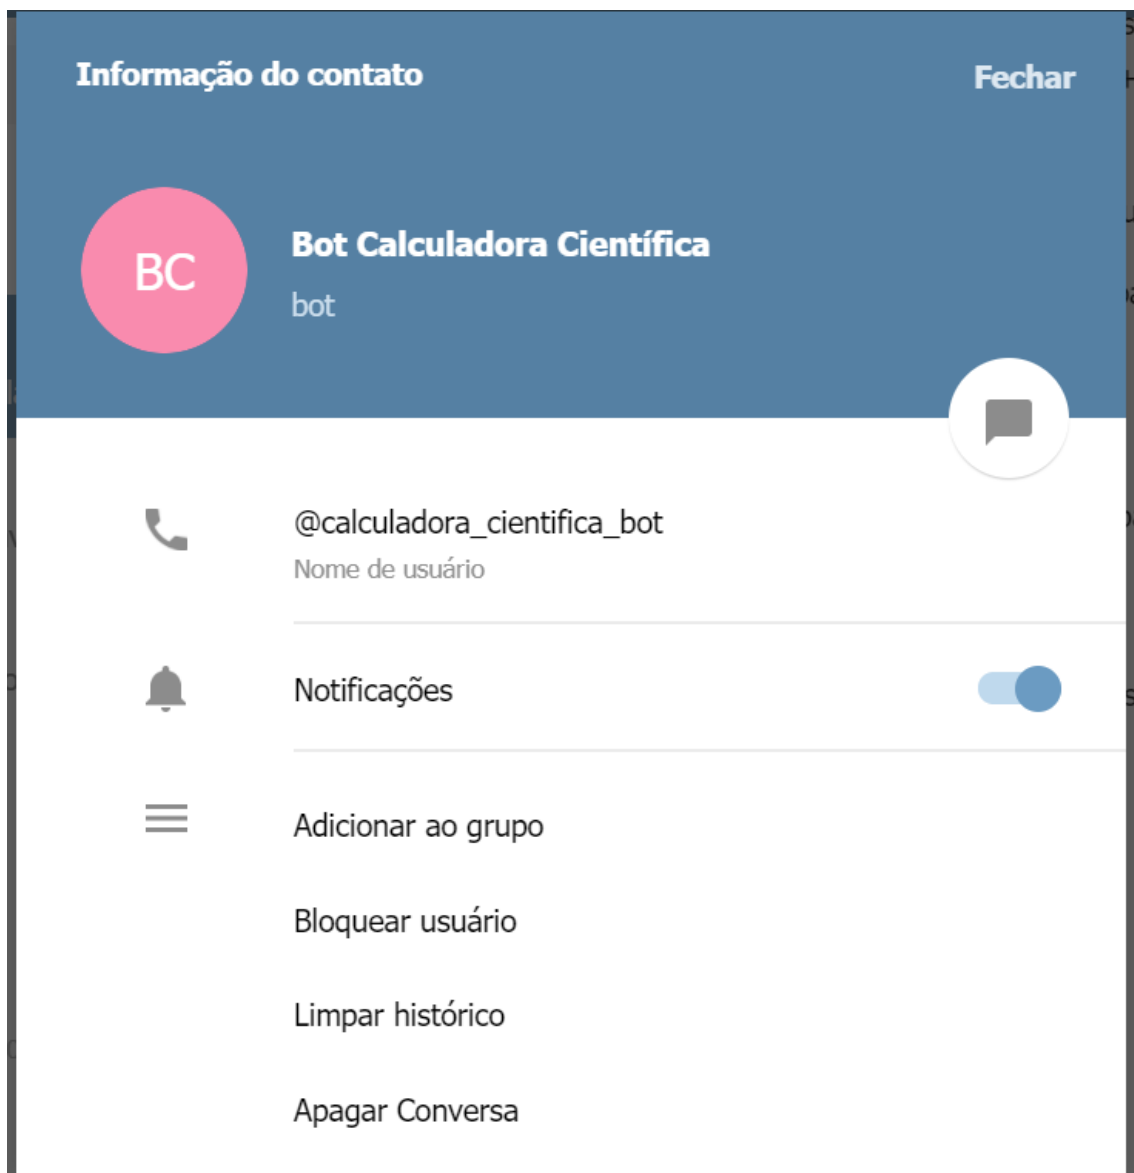 Informação do contato
Fechar
BC
Bot Calculadora Científica
bot
@calculadora_cientifica_bot
Nome de usuário
Notificações
Adicionar ao grupo
Bloquear usuário
Limpar histórico
Apagar Conversa